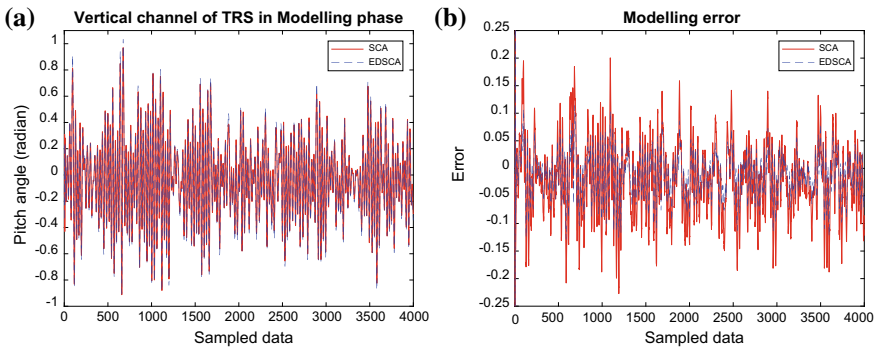 (a) Vertical channel of TRS in Modelling phase
SCA
EDSCA
Pitch angle (radian)
1
0.8
0.6
0.4
0.2
0
-0.2
-0.4
-0.6
-0.8
-1
0 500 1000 1500 2000 2500 3000 3500 4000
Sampled data
(b) Modelling error
SCA
EDSCA
Error
0.25
0.2
0.15
0.1
0.05
0
-0.05
-0.1
-0.15
-0.2
-0.25
0 500 1000 1500 2000 2500 3000 3500 4000
Sampled data